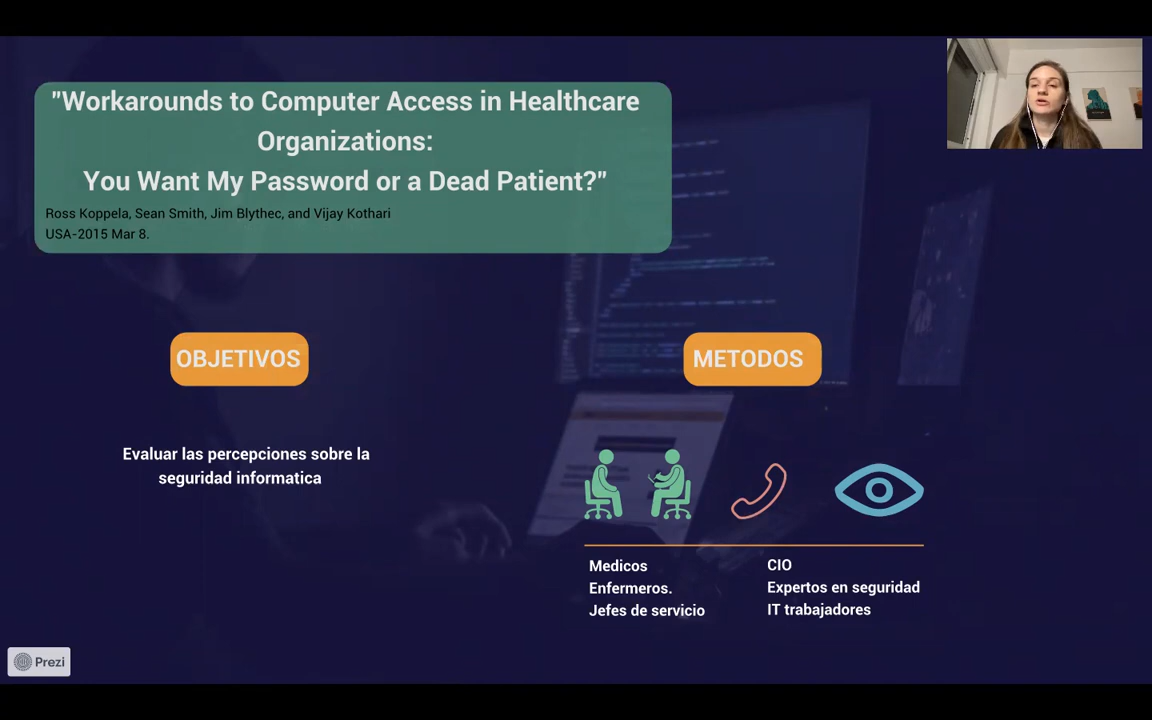 "Workarounds to Computer Access in Healthcare
Organizations:
You Want My Password or a Dead Patient?"
Ross Koppela, Sean Smith, Jim Blythec, and Vijay Kothari
USA-2015 Mar 8.
OBJETIVOS
METODOS
Evaluar las percepciones sobre la
seguridad informatica
Medicos
Enfermeros.
Jefes de servicio
CIO
Expertos en seguridad
IT trabajadores
Prezi